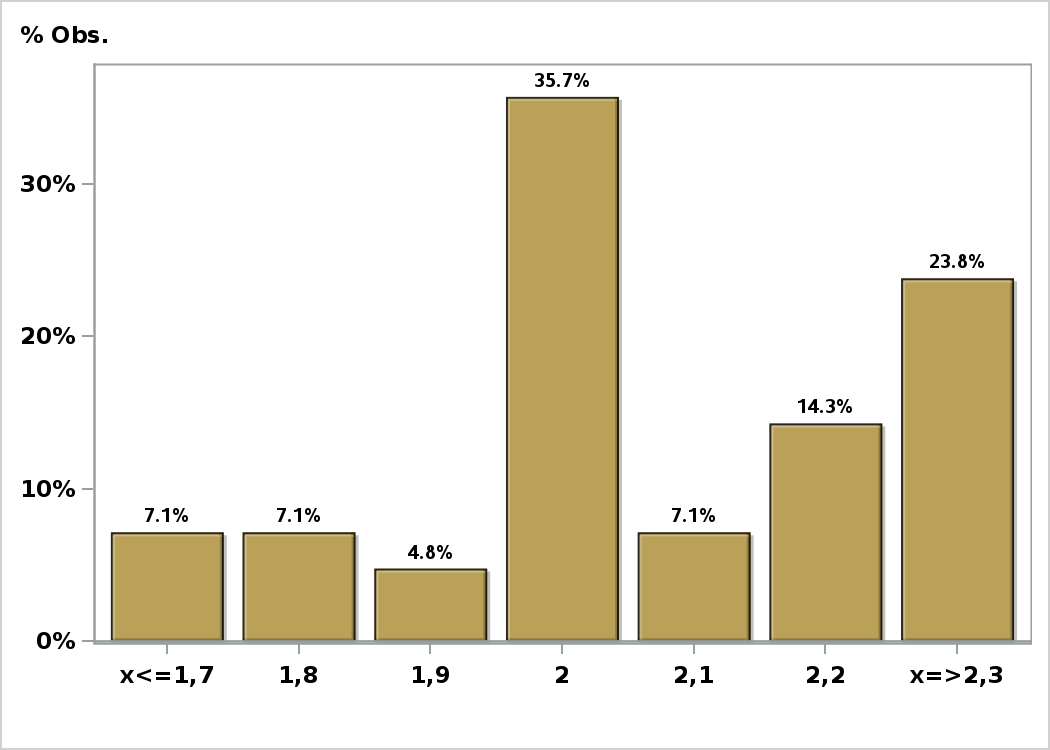 % Obs.
35.7%
30%
23.8%
20%
14.3%
10%
7.1% 7.1% 4.8% 7.1%
0%
x<=1,7 1,8 1,9 2 2,1 2,2 x=>2,3